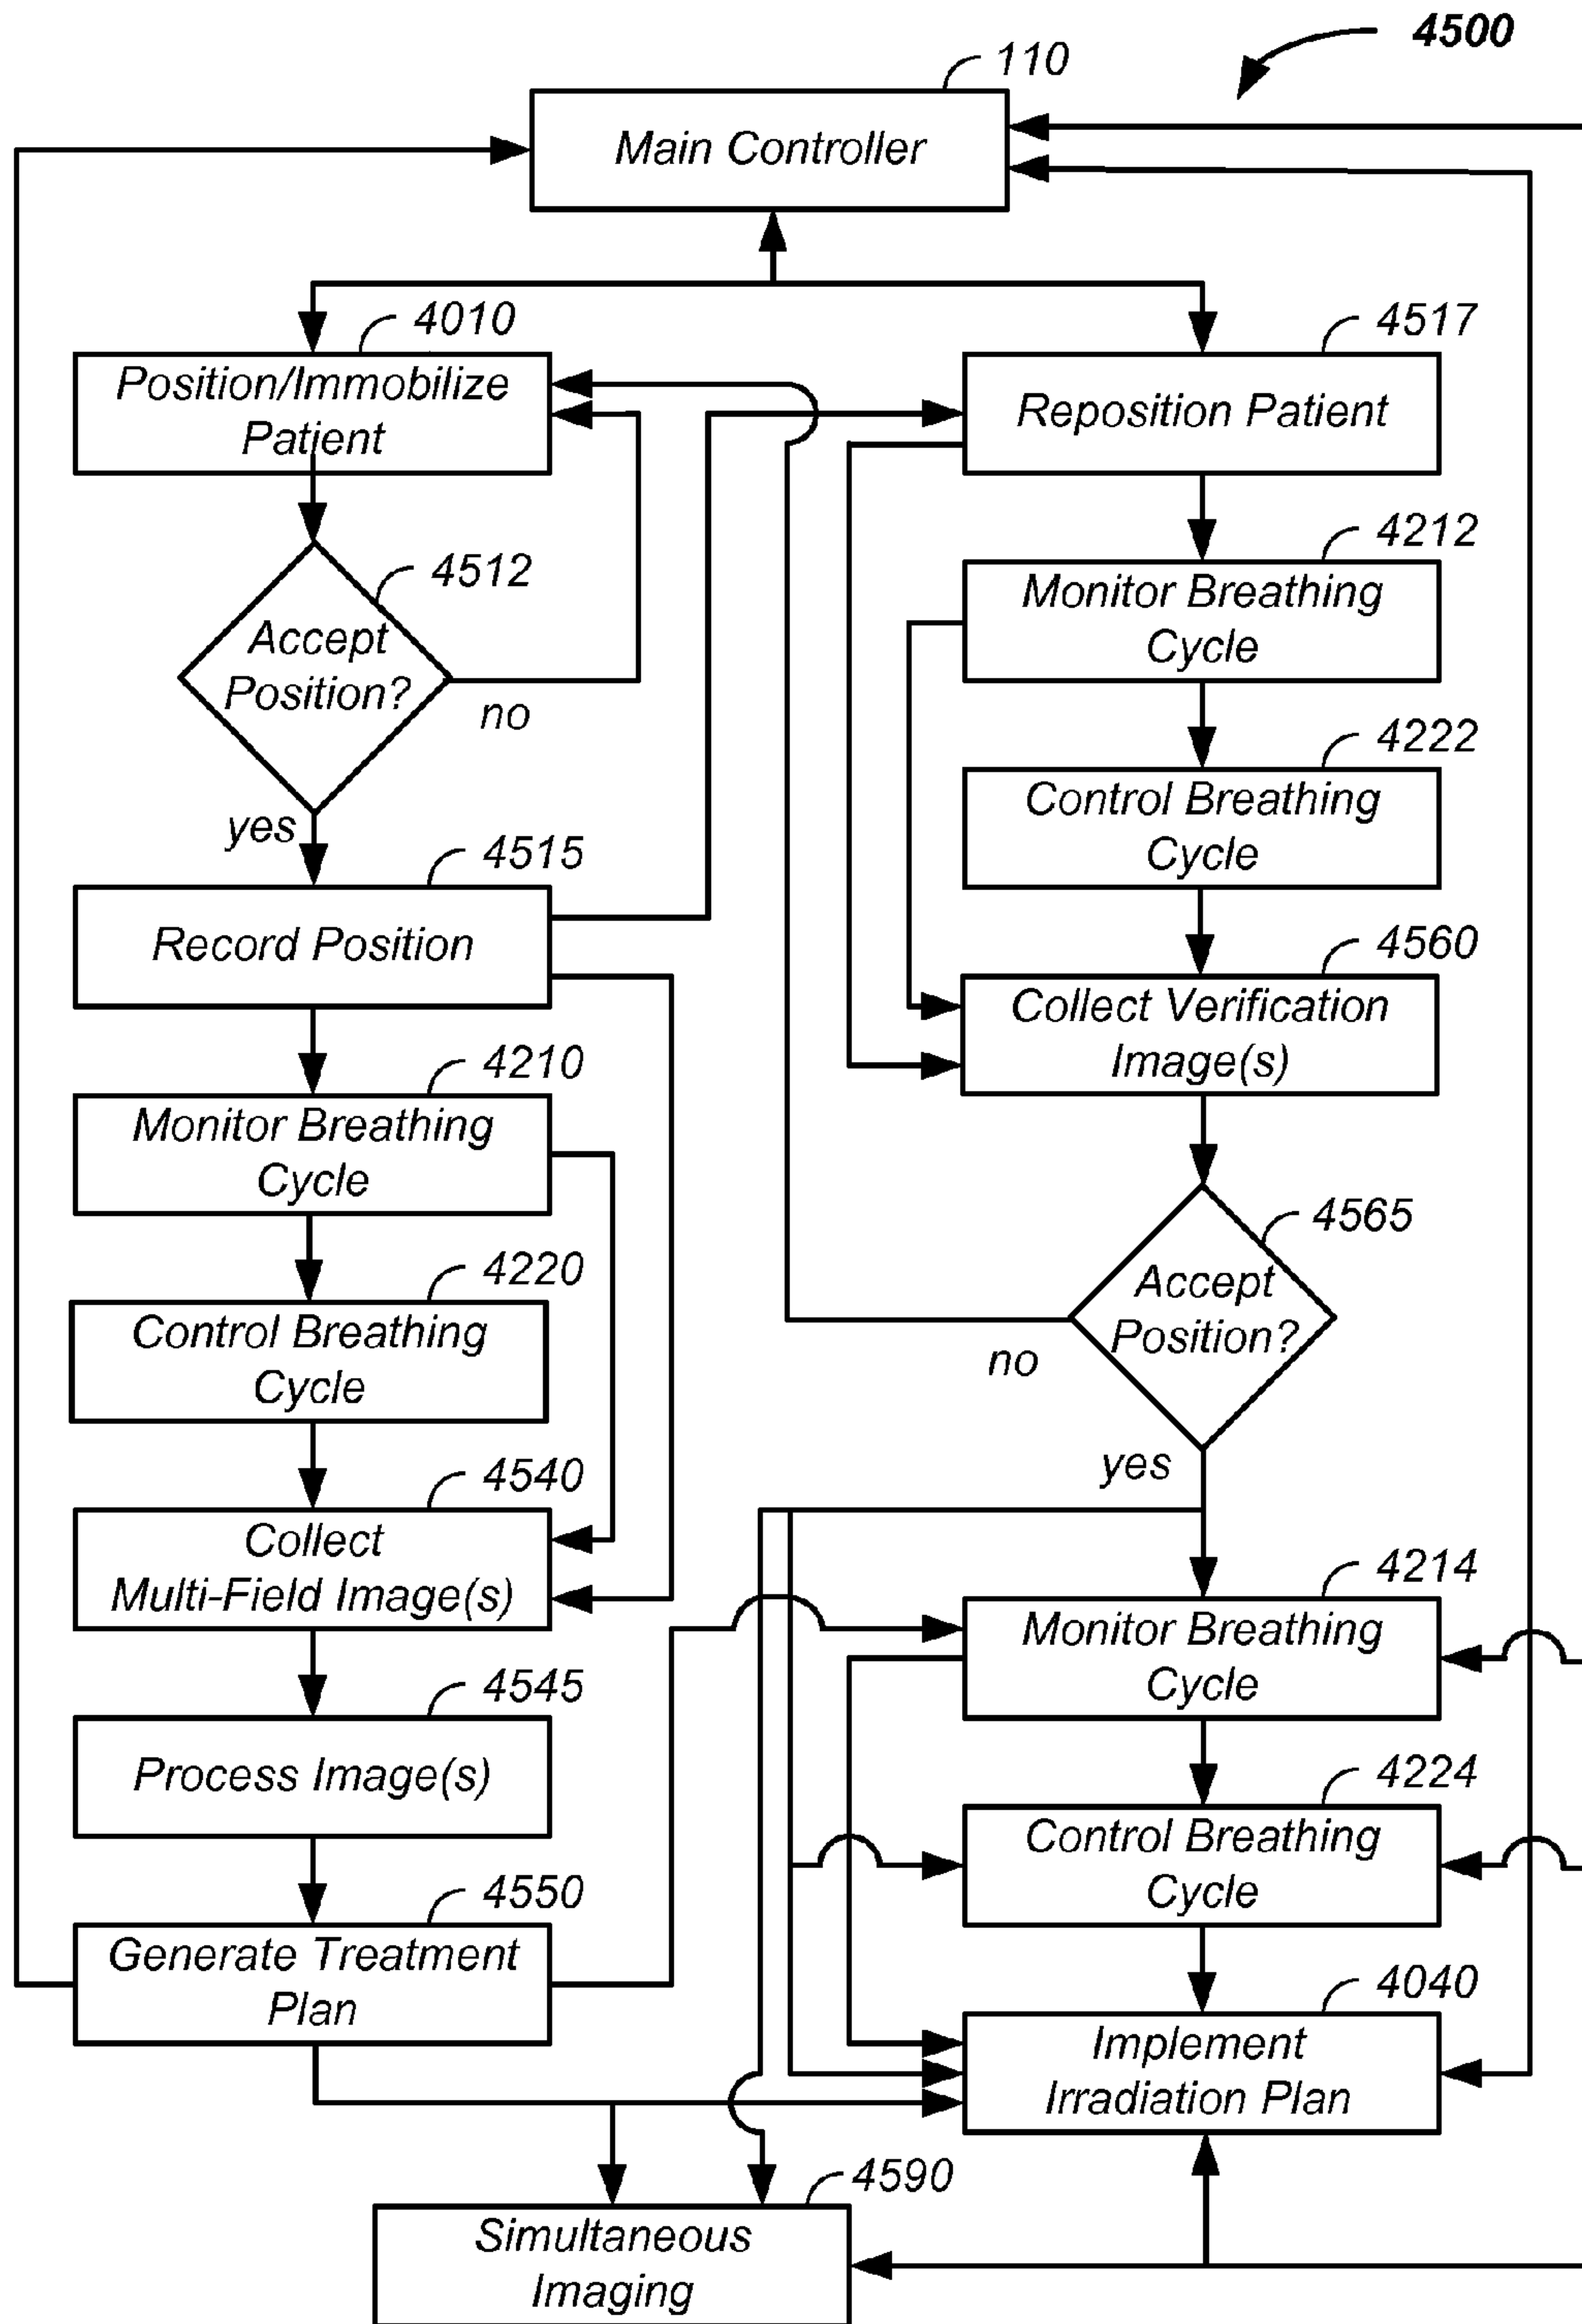 4500
110
Main Controller
4010
Position/Immobilize
Patient
4517
Reposition Patient
4512
Accept
Position?
no
yes
4212
Monitor Breathing
Cycle
4222
Control Breathing
Cycle
4515
Record Position
4560
Collect Verification
Image(s)
4210
Monitor Breathing
Cycle
4565
Accept
Position?
no
yes
4220
Control Breathing
Cycle
4540
Collect
Multi-Field Image(s)
4214
Monitor Breathing
Cycle
4545
Process Image(s)
4224
Control Breathing
Cycle
4550
Generate Treatment
Plan
4040
Implement
Irradiation Plan
4590
Simultaneous
Imaging